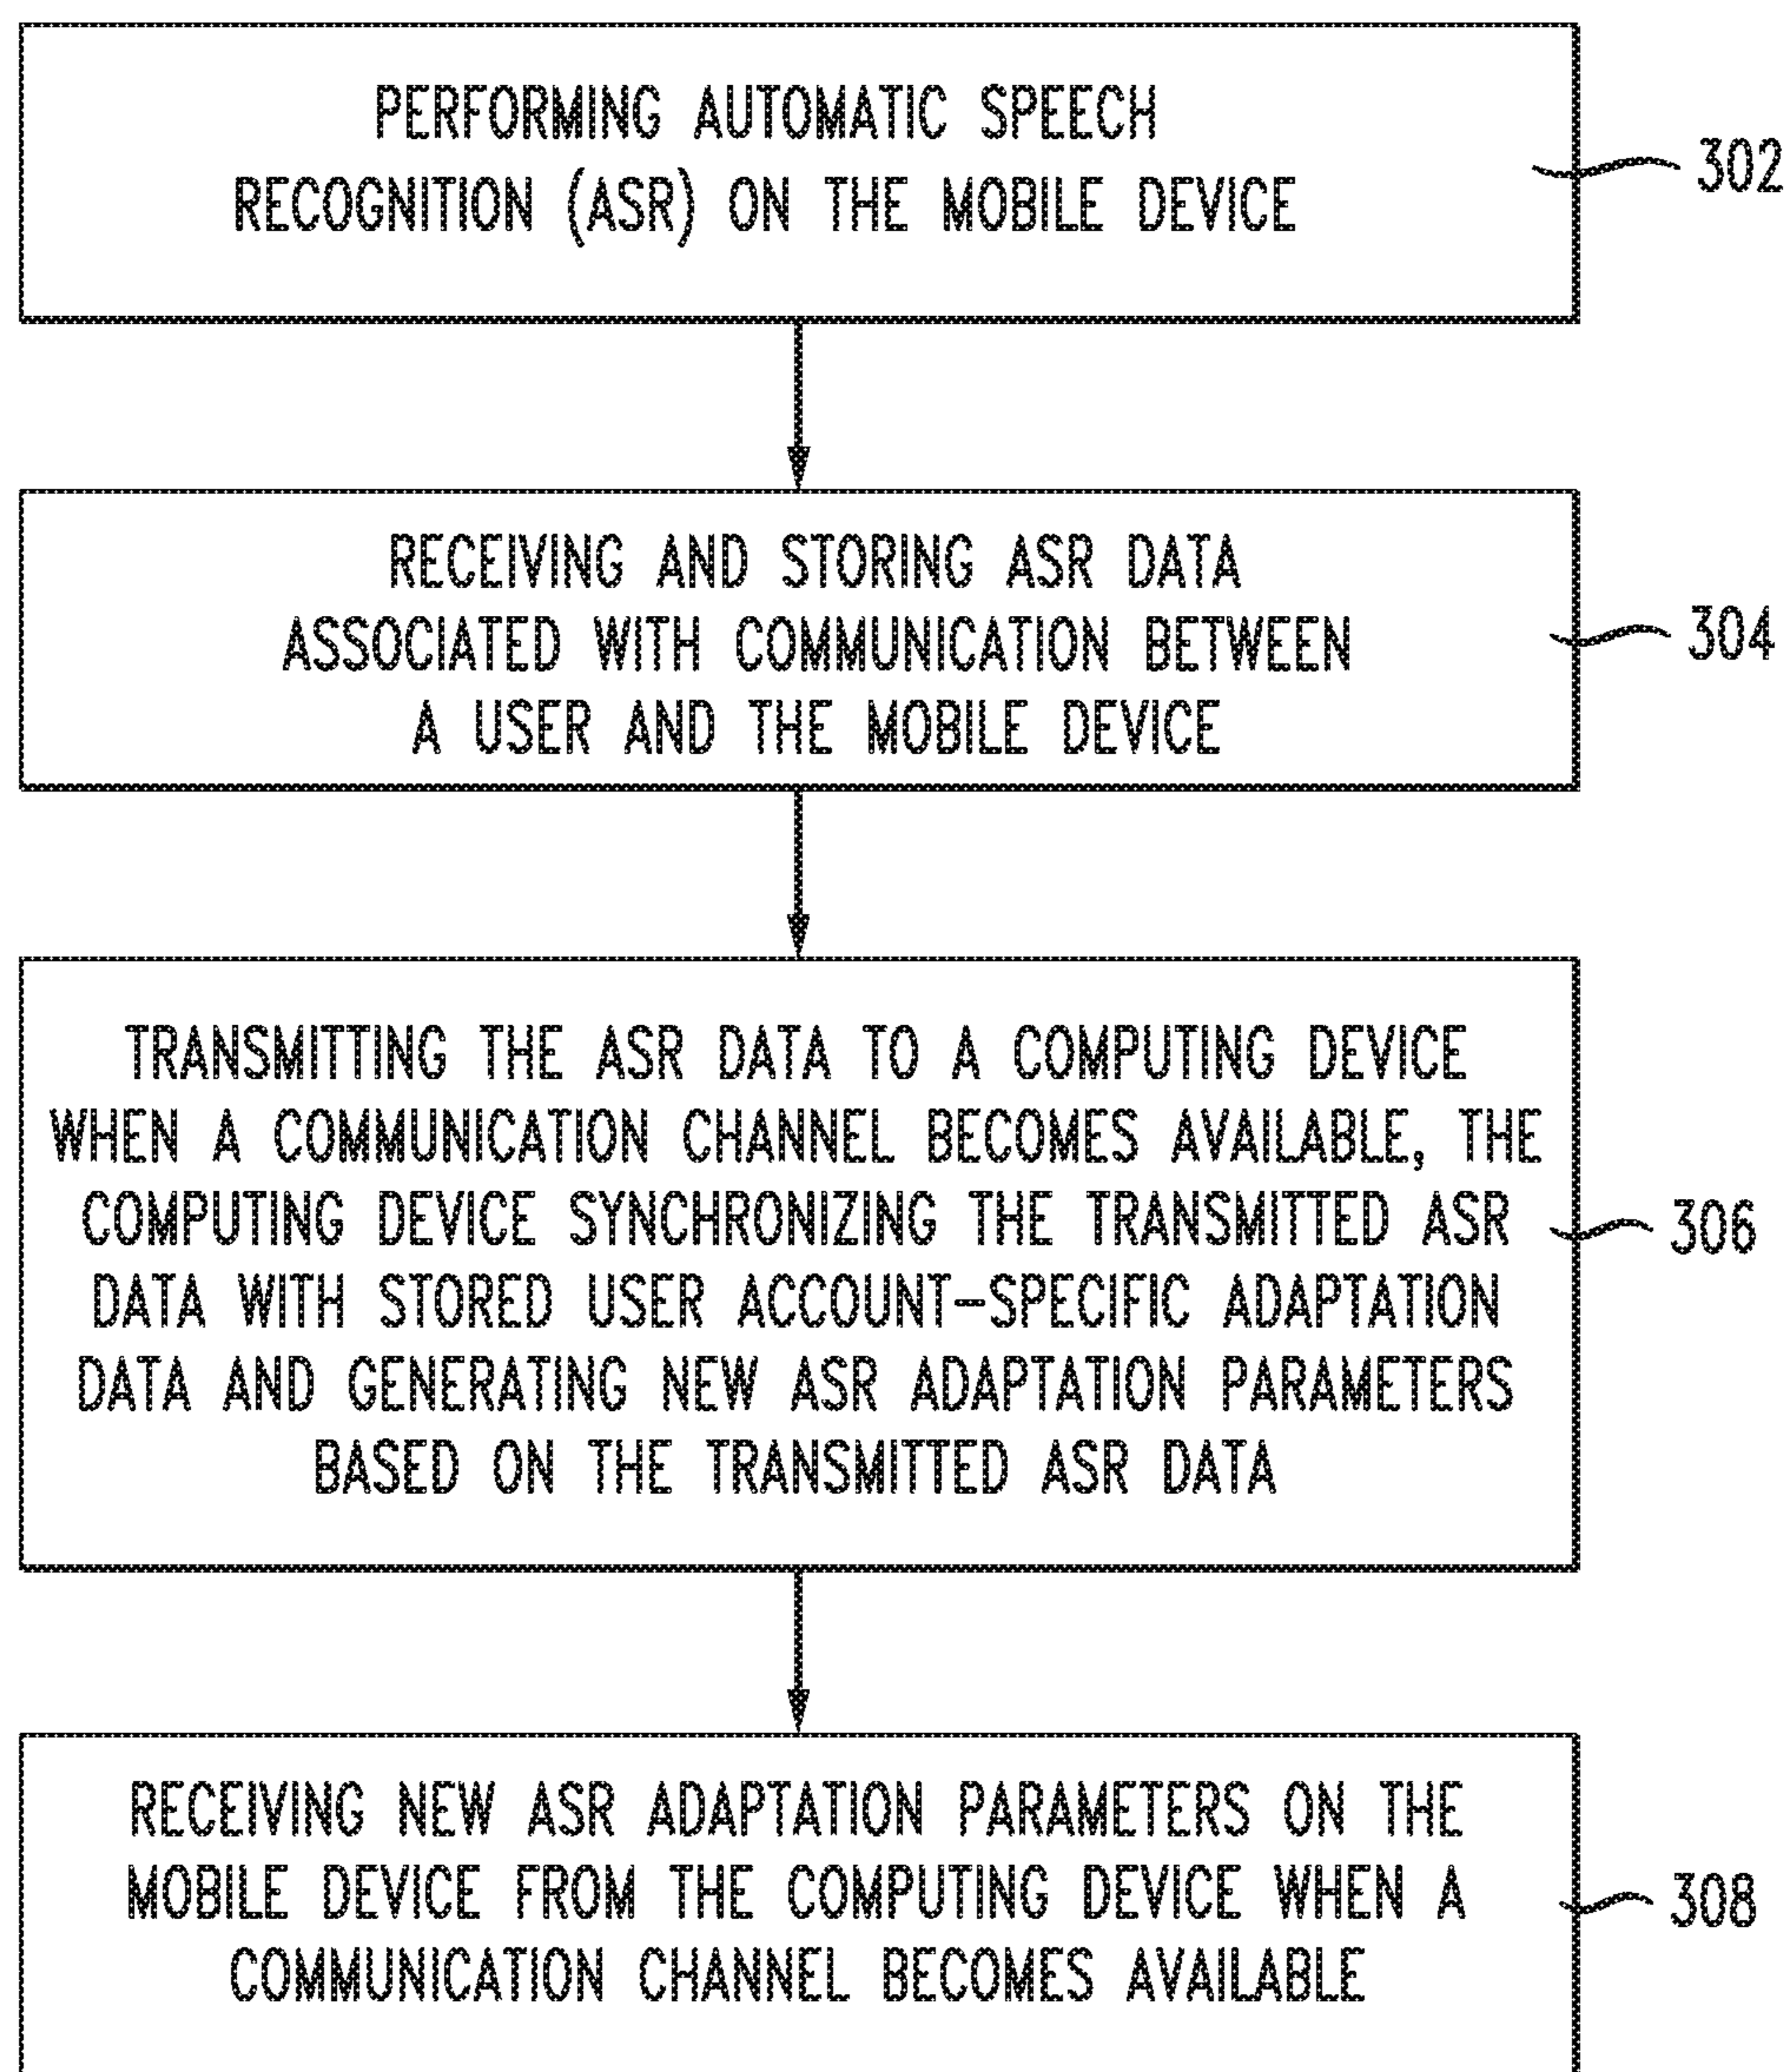 PERFORMING AUTOMATIC SPEECH
RECOGNITION (ASR) ON THE MOBILE DEVICE
302
RECEIVING AND STORING ASR DATA
ASSOCIATED WITH COMMUNICATION BETWEEN
A USER AND THE MOBILE DEVICE
304
TRANSMITTING THE ASR DATA TO A COMPUTING DEVICE
WHEN A COMMUNICATION CHANNEL BECOMES AVAILABLE, THE
COMPUTING DEVICE SYNCHRONIZING THE TRANSMITTED ASR
DATA WITH STORED USER ACCOUNT-SPECIFIC ADAPTATION
DATA AND GENERATING NEW ASR ADAPTATION PARAMETERS
BASED ON THE TRANSMITTED ASR DATA
306
RECEIVING NEW ASR ADAPTATION PARAMETERS ON THE
MOBILE DEVICE FROM THE COMPUTING DEVICE WHEN A
COMMUNICATION CHANNEL BECOMES AVAILABLE
308